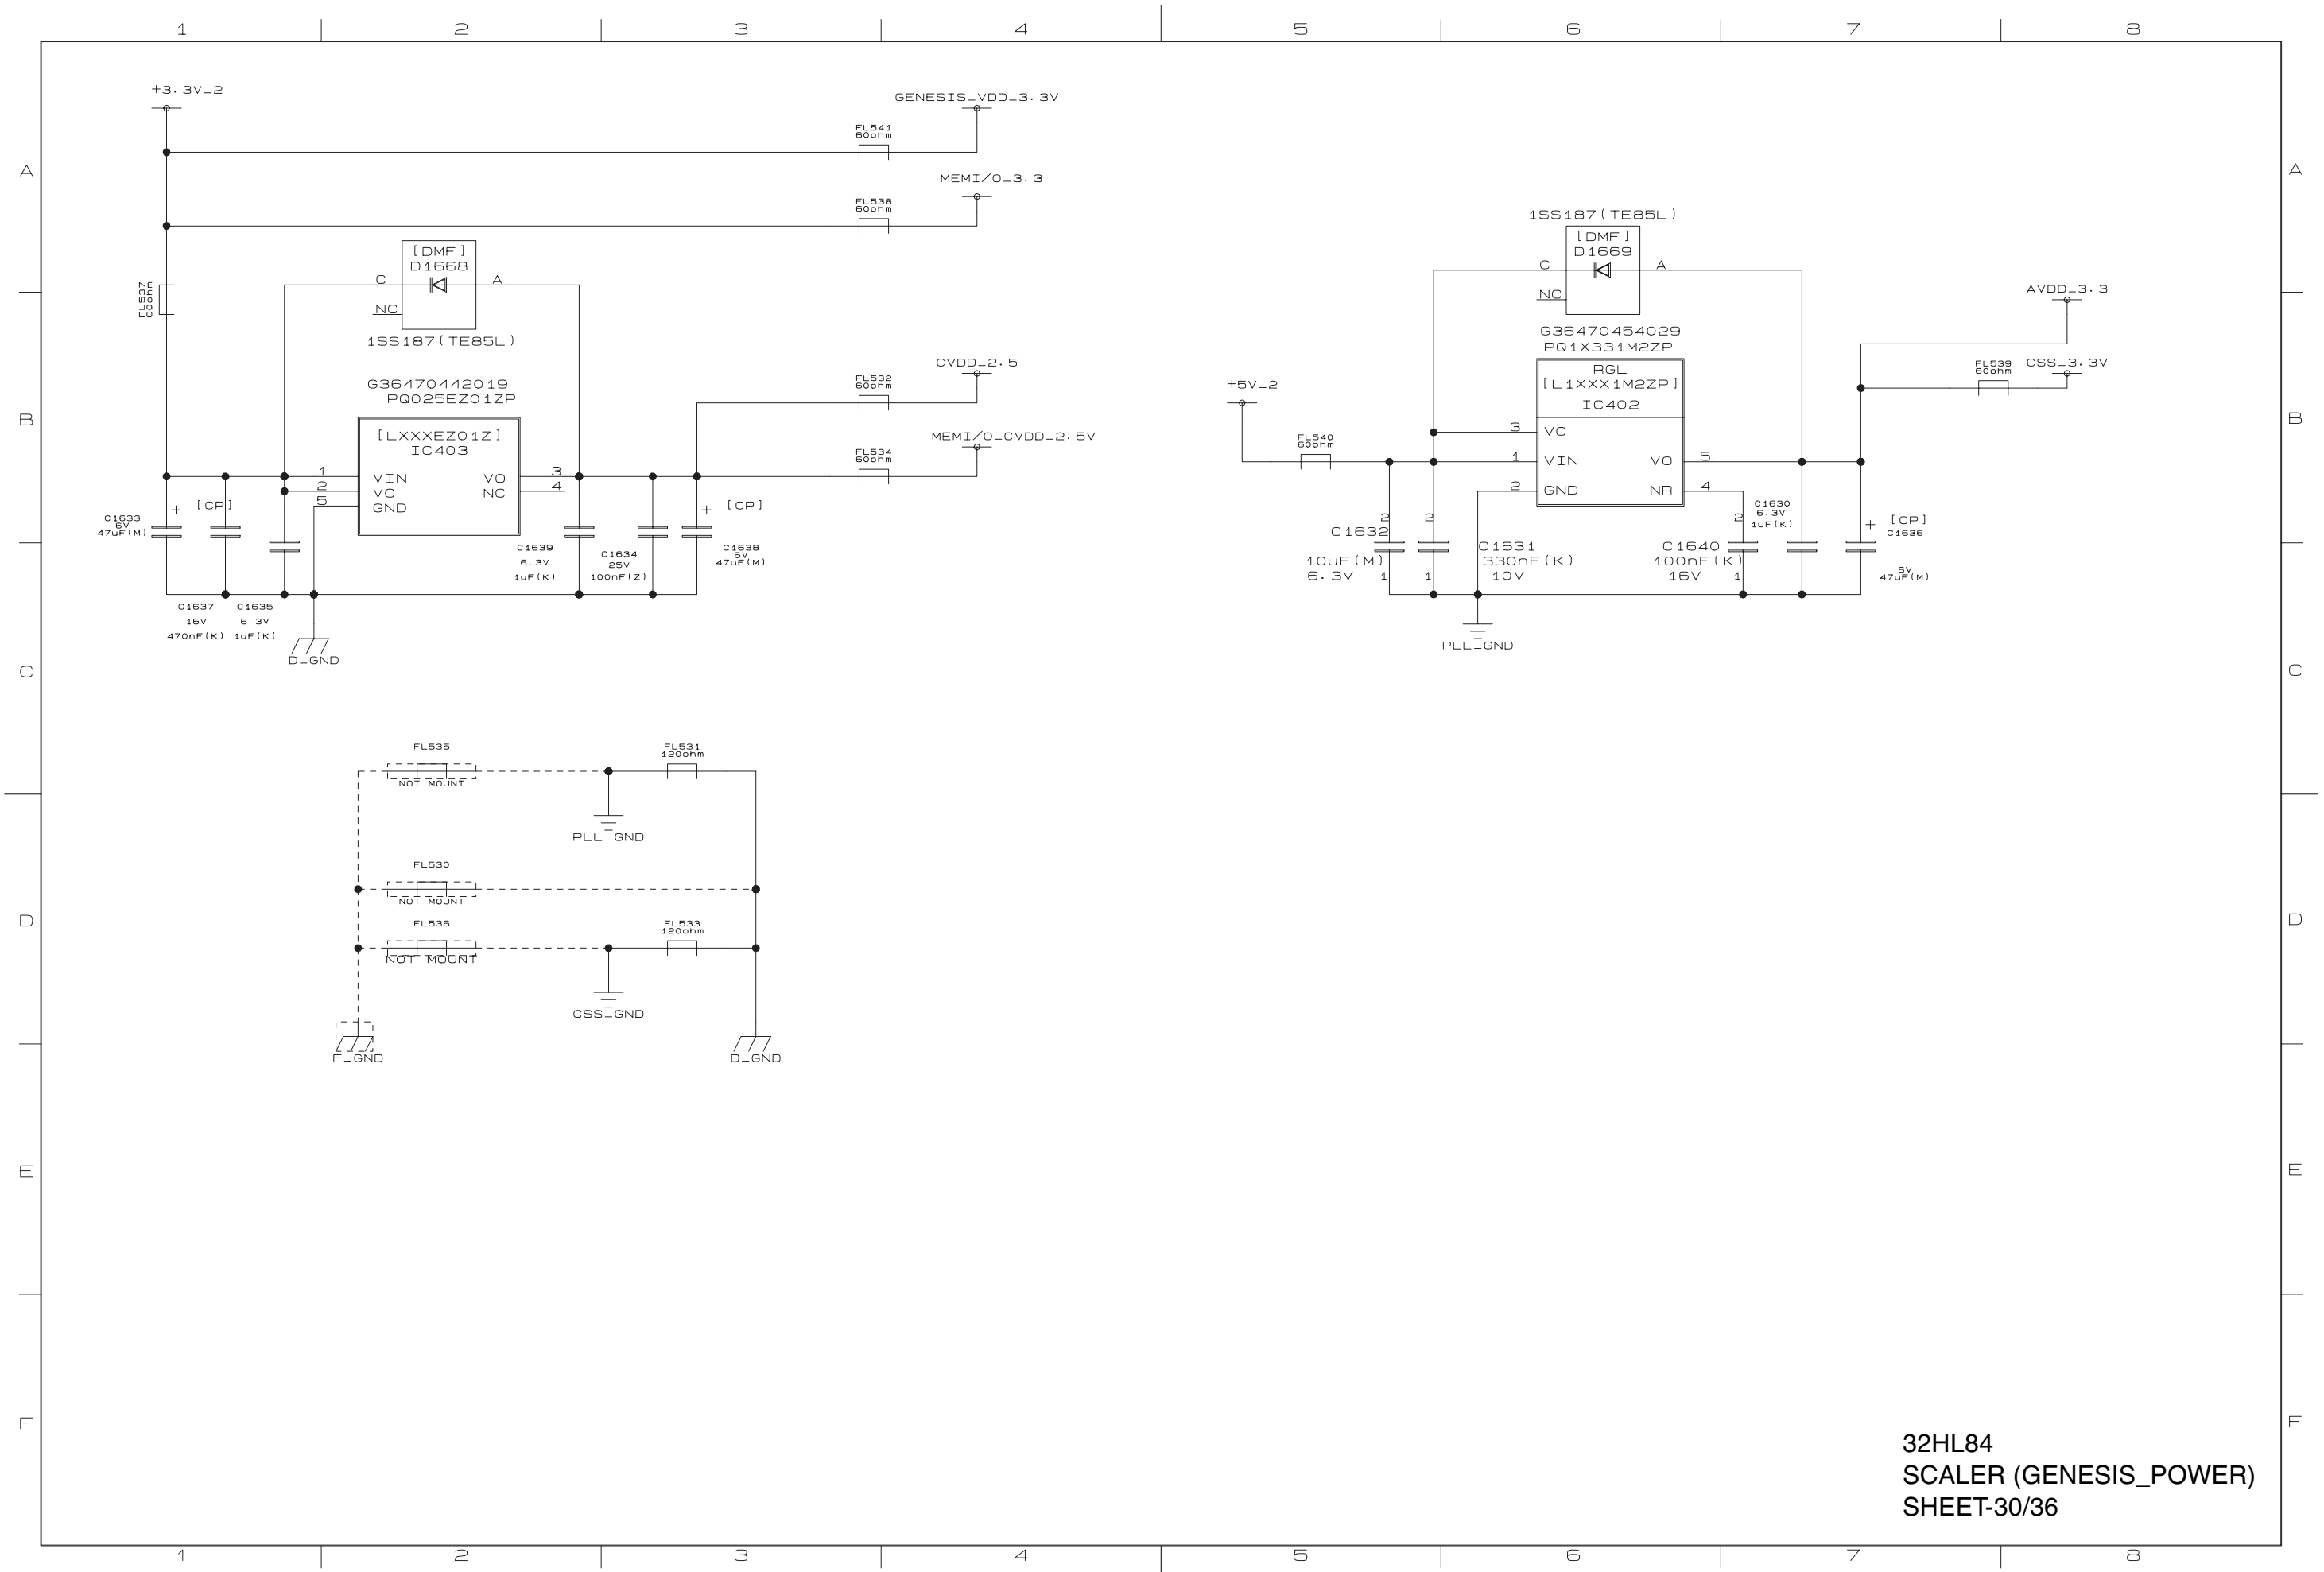 1 2 3 4 5 6 7 8
A
B
C
D
E
F
+3.3V_2
GENESIS_VDD_3.3V
FL541
60ohm
MEMI/O_3.3
FL538
60ohm
FL537
60ohm
[DMF]
D1668
C A
NC
1SS187(TE85L)
G36470442019
PQ025EZ01ZP
[LXXXEZ01Z]
IC403
1 VIN VO 3
2 VC NC 4
5 GND
CVDD_2.5
FL532
60ohm
MEMI/O_CVDD_2.5V
FL534
60ohm
+ [CP]
C1633
6V
47uF(M)
C1637
16V
470nF(K)
C1635
6.3V
1uF(K)
D_GND
C1639
6.3V
1uF(K)
C1634
25V
100nF(Z)
+ [CP]
C1638
6V
47uF(M)
1SS187(TE85L)
[DMF]
D1669
C A
NC
G36470454029
PQ1X331M2ZP
RGL
[L1XXX1M2ZP]
IC402
3 VC
1 VIN VO 5
2 GND NR 4
+5V_2
FL540
60ohm
AVDD_3.3
FL539
60ohm
CSS_3.3V
2 2
C1632
10uF(M)
6.3V
1 1
C1631
330nF(K)
10V
2
C1640
100nF(K)
16V
1
C1630
6.3V
1uF(K)
+ [CP]
C1636
6V
47uF(M)
PLL_GND
FL535
NOT MOUNT
FL531
120ohm
PLL_GND
FL530
NOT MOUNT
FL536
NOT MOUNT
FL533
120ohm
CSS_GND
F_GND
D_GND
A
B
C
D
E
F
32HL84
SCALER (GENESIS_POWER)
SHEET-30/36
1 2 3 4 5 6 7 8